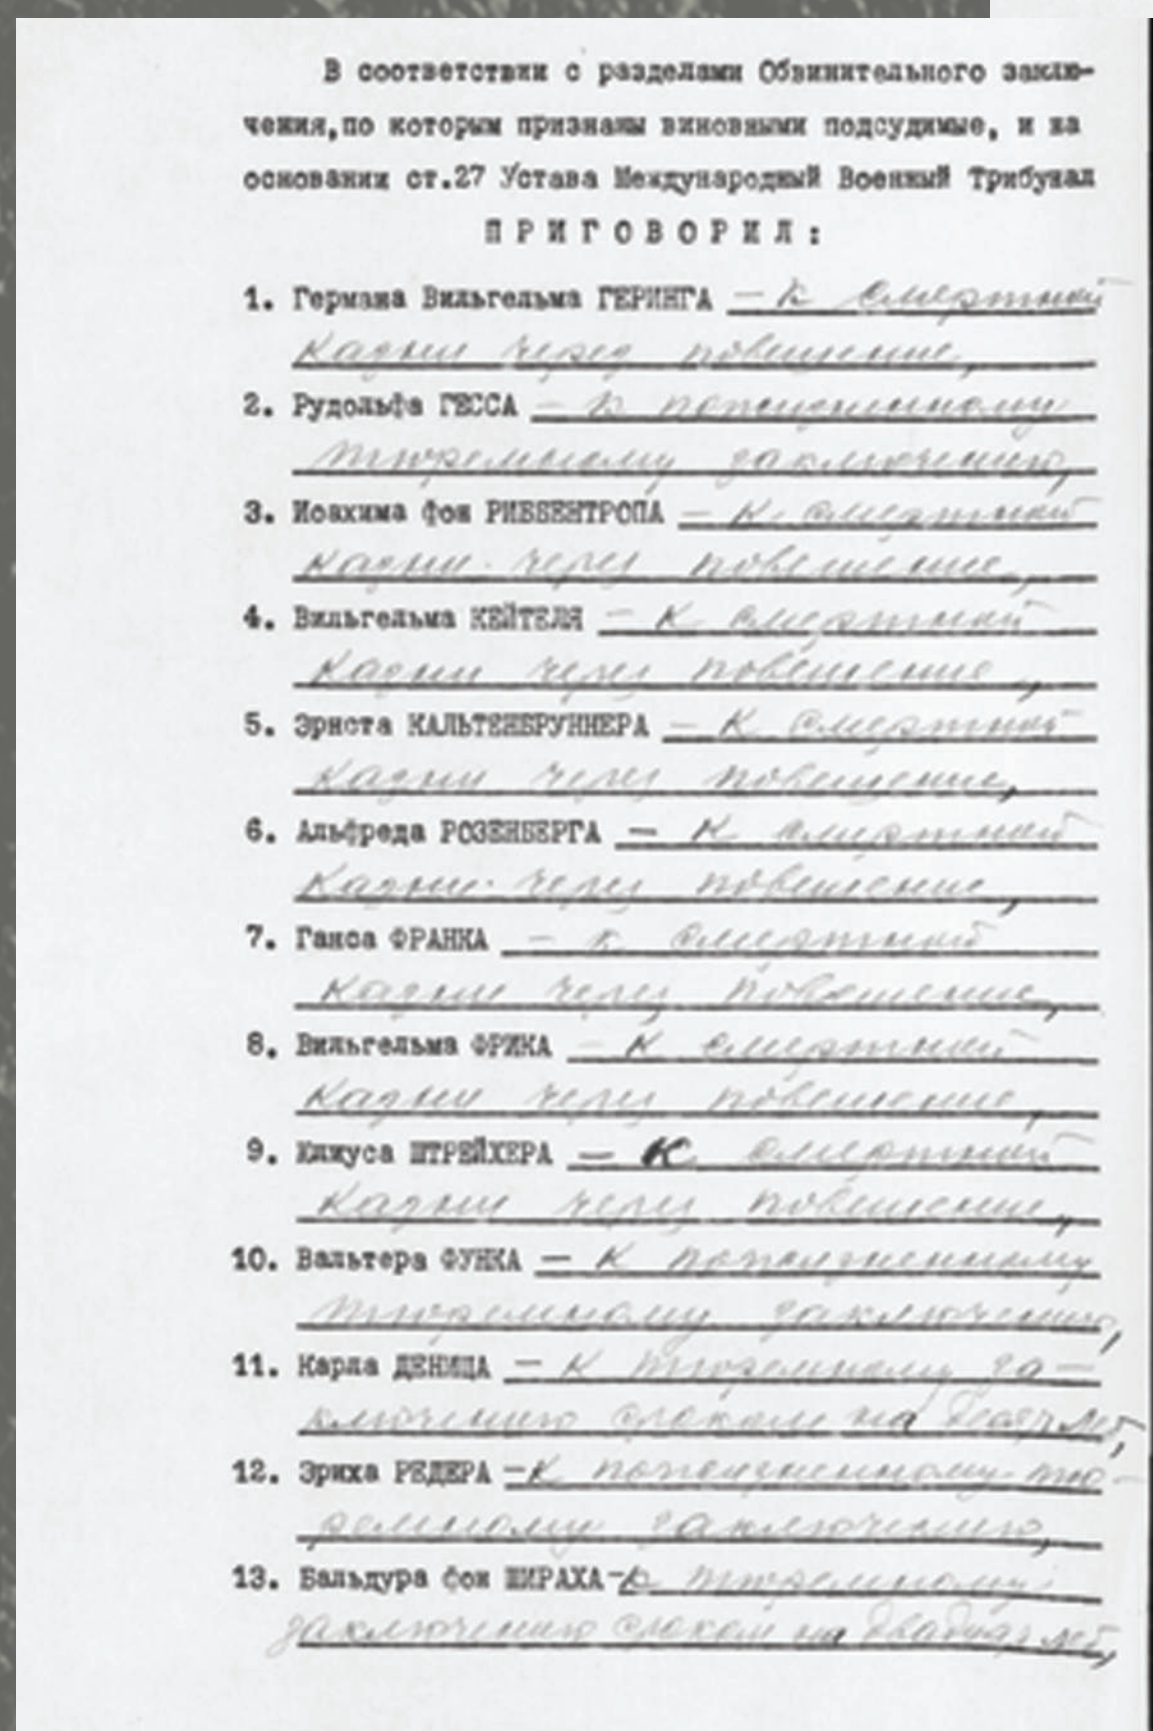 В соответствии с разделами Обвинительного заклю-
чения,по которым признаны виновными подсудимые, и на
основании ст.27 Устава Международный Военный Трибунал
ПРИГОВОРИЛ:
1. Германа Вильгельма ГЕРИНГА – к смертной
казни через повешение,
2. Рудольфа ГЕССА – к пожизненному
тюремному заключению,
3. Иоахима фон РИББЕНТРОПА – к смертной
казни через повешение,
4. Вильгельма КЕЙТЕЛЯ – к смертной
казни через повешение,
5. Эрнста КАЛЬТЕНБРУННЕРА – к смертной
казни через повешение,
6. Альфреда РОЗЕНБЕРГА – к смертной
казни через повешение,
7. Ганса ФРАНКА – к смертной
казни через повешение,
8. Вильгельма ФРИКА – к смертной
казни через повешение,
9. Юлиуса ШТРЕЙХЕРА – к смертной
казни через повешение,
10. Вальтера ФУНКА – к пожизненному
тюремному заключению,
11. Карла ДЕНИЦА – к тюремному за–
ключению сроком на десять лет,
12. Эриха РЕДЕРА – к пожизненному тю–
ремному заключению,
13. Бальдура фон ШИРАХА – к тюремному
заключению сроком на двадцать лет,